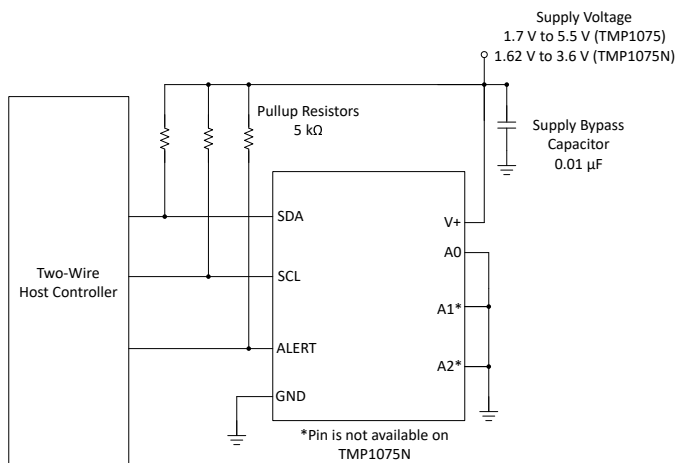 Supply Voltage
1.7 V to 5.5 V (TMP1075)
1.62 V to 3.6 V (TMP1075N)
Pullup Resistors
5 kΩ
Supply Bypass
Capacitor
0.01 µF
Two-Wire
Host Controller
SDA
SCL
ALERT
GND
V+
A0
A1*
A2*
*Pin is not available on
TMP1075N